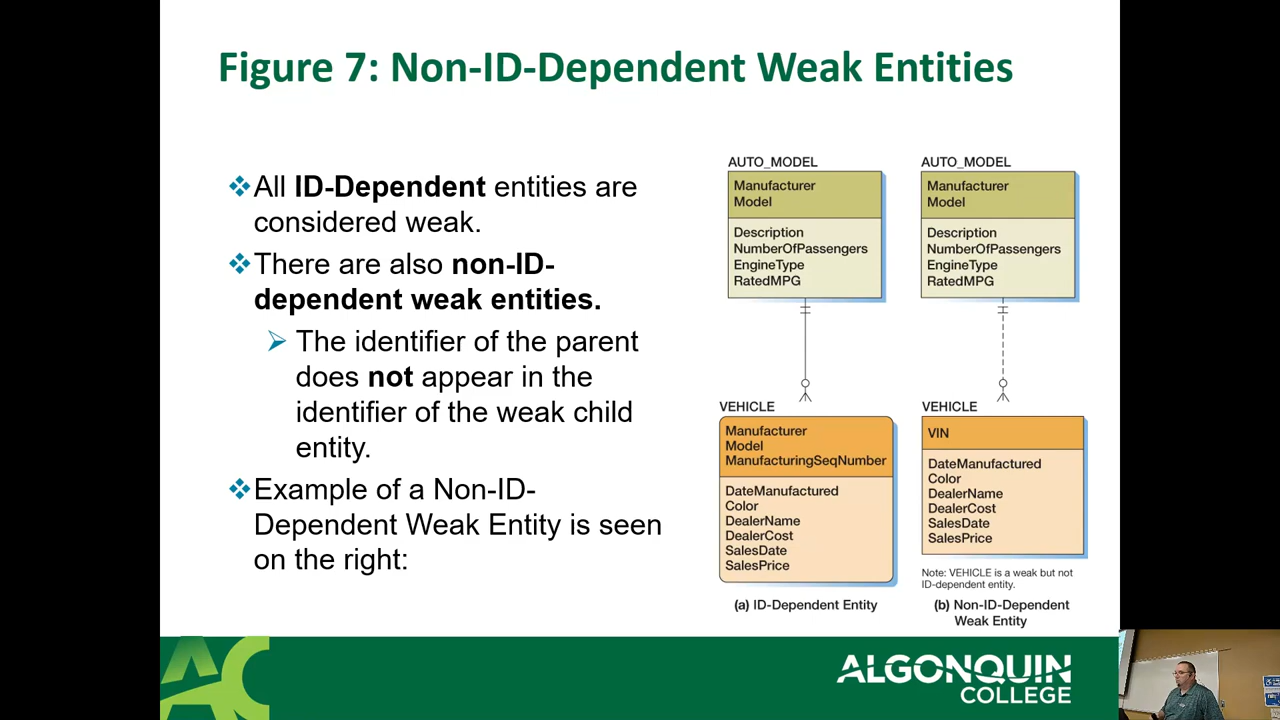 Figure 7: Non-ID-Dependent Weak Entities
All ID-Dependent entities are
considered weak.
There are also non-ID-
dependent weak entities.
The identifier of the parent
does not appear in the
identifier of the weak child
entity.
Example of a Non-ID-
Dependent Weak Entity is seen
on the right:
AUTO_MODEL
Manufacturer
Model
Description
NumberOfPassengers
EngineType
RatedMPG
VEHICLE
Manufacturer
Model
ManufacturingSeqNumber
DateManufactured
Color
DealerName
DealerCost
SalesDate
SalesPrice
(a) ID-Dependent Entity
AUTO_MODEL
Manufacturer
Model
Description
NumberOfPassengers
EngineType
RatedMPG
VEHICLE
VIN
DateManufactured
Color
DealerName
DealerCost
SalesDate
SalesPrice
Note: VEHICLE is a weak but not
ID-dependent entity.
(b) Non-ID-Dependent
Weak Entity
AC
ALGONQUIN
COLLEGE